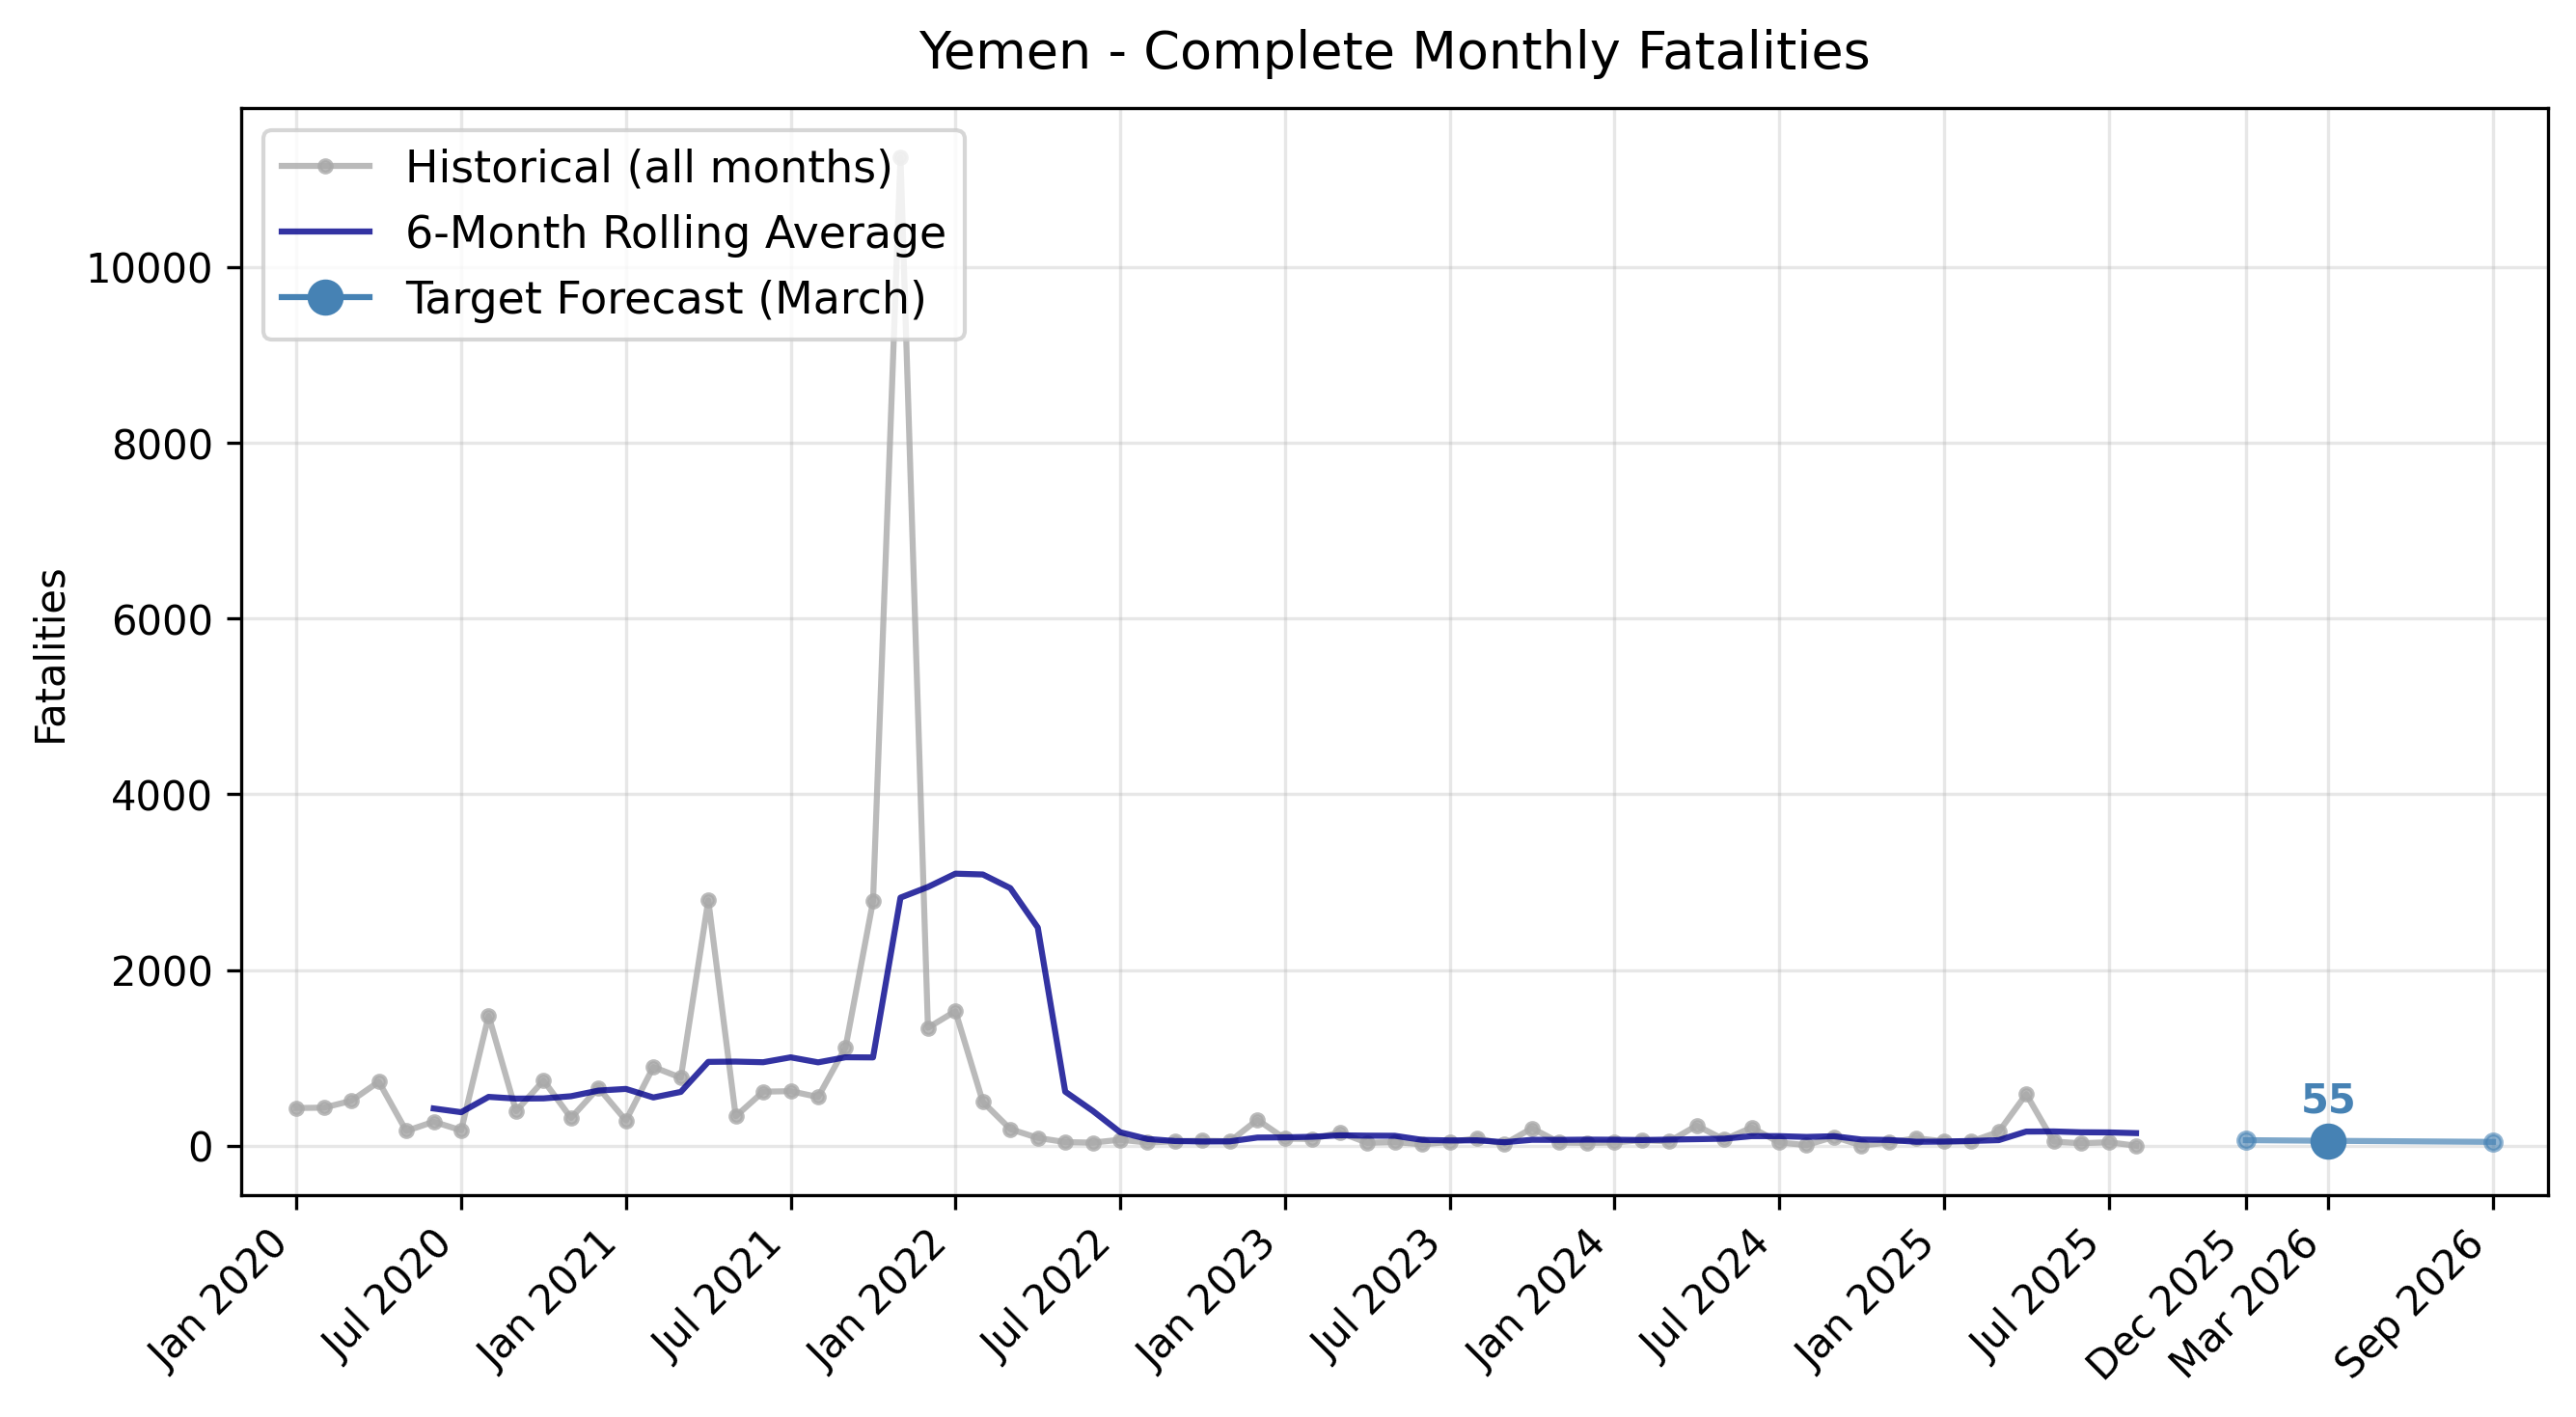 Yemen - Complete Monthly Fatalities
Historical (all months)
6-Month Rolling Average
Target Forecast (March)
Fatalities
10000
8000
6000
4000
2000
0
55
Jan 2020
Jul 2020
Jan 2021
Jul 2021
Jan 2022
Jul 2022
Jan 2023
Jul 2023
Jan 2024
Jul 2024
Jan 2025
Jul 2025
Dec 2025
Mar 2026
Sep 2026